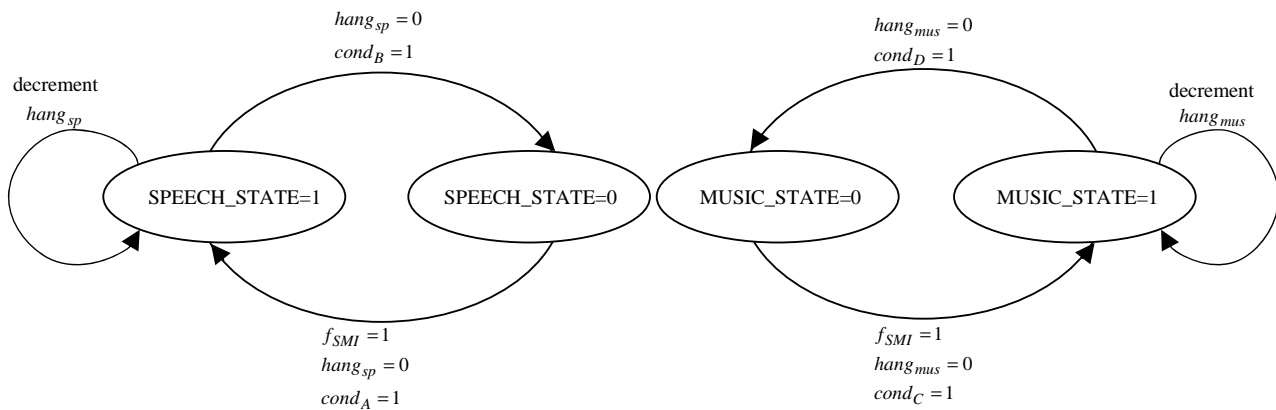 hang_sp = 0
cond_B = 1
hang_mus = 0
cond_D = 1
decrement
hang_sp
decrement
hang_mus
SPEECH_STATE=1
SPEECH_STATE=0
MUSIC_STATE=0
MUSIC_STATE=1
f_SMI = 1
hang_sp = 0
cond_A = 1
f_SMI = 1
hang_mus = 0
cond_C = 1